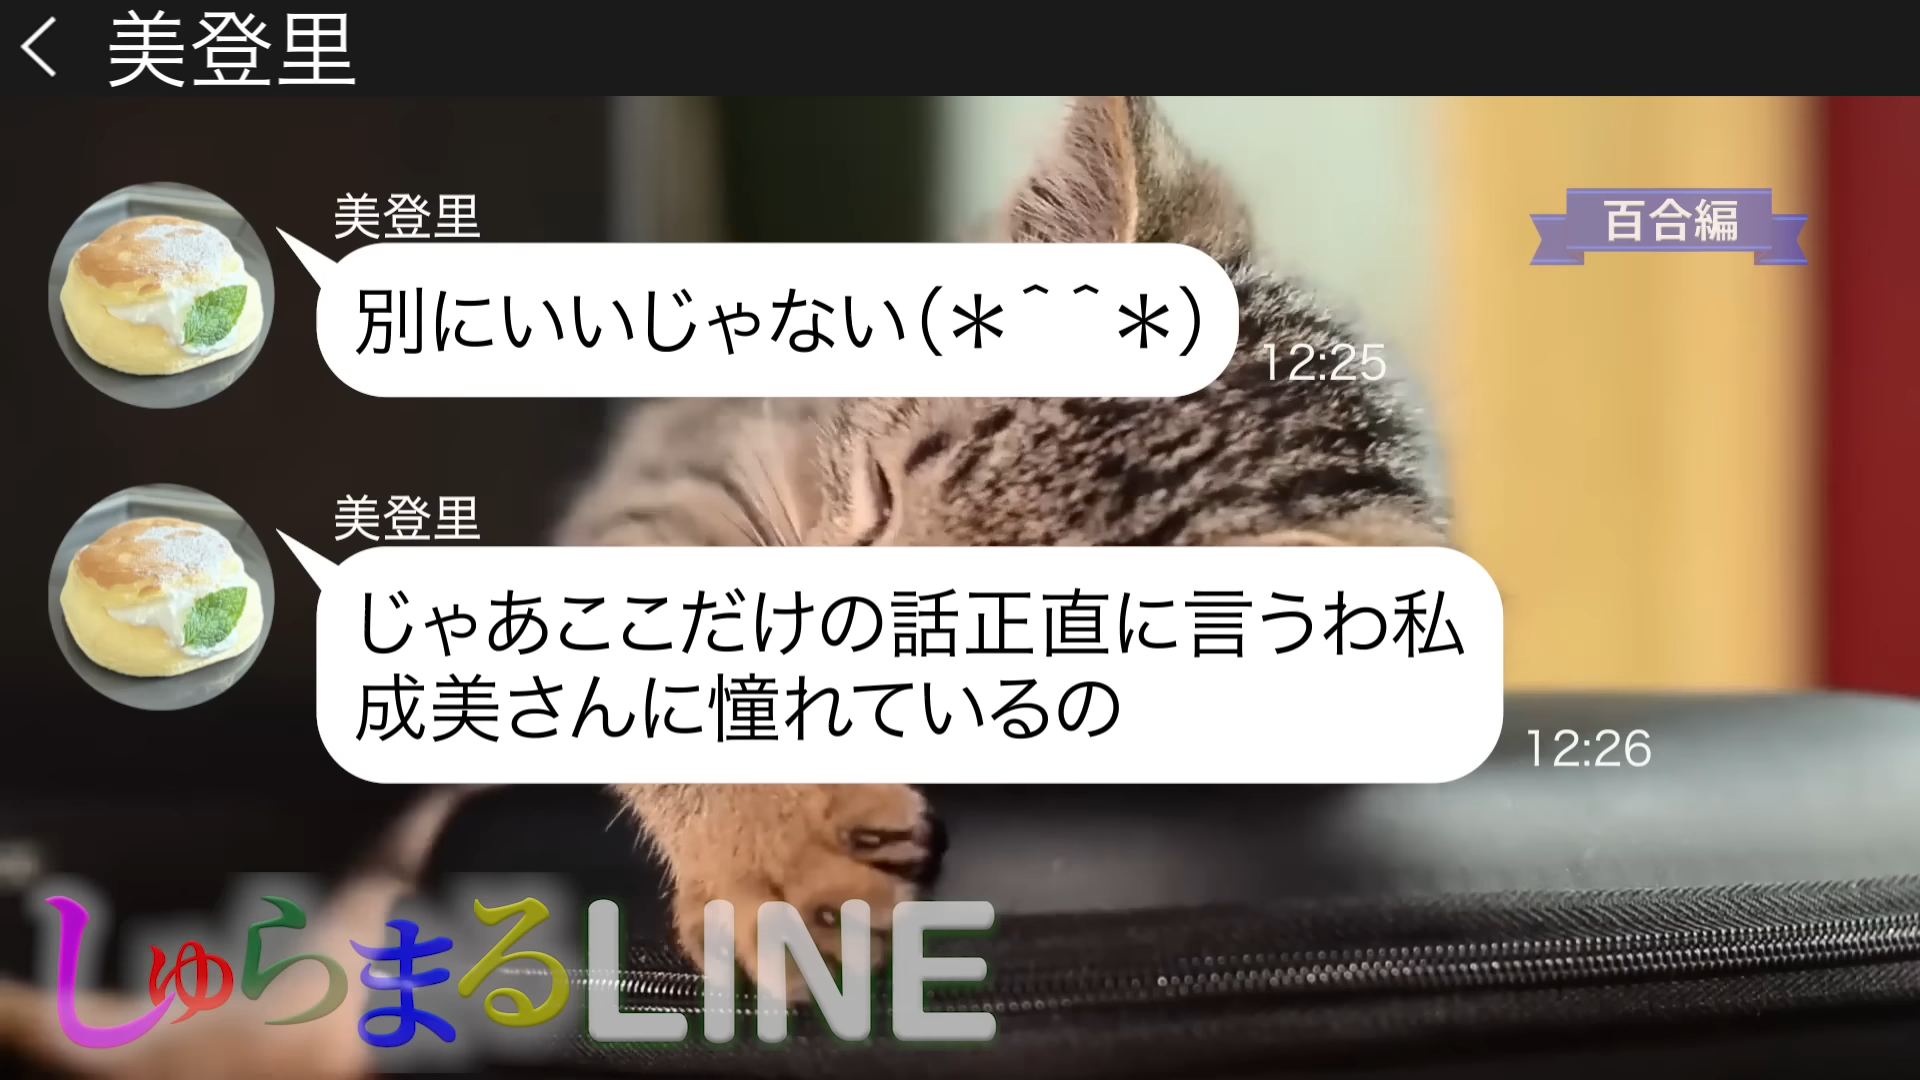 美登里
美登里
百合編
別にいいじゃない(＊＾＾＊)
12:25
美登里
じゃあここだけの話正直に言うわ私
成美さんに憧れているの
12:26
しゅらまるLINE